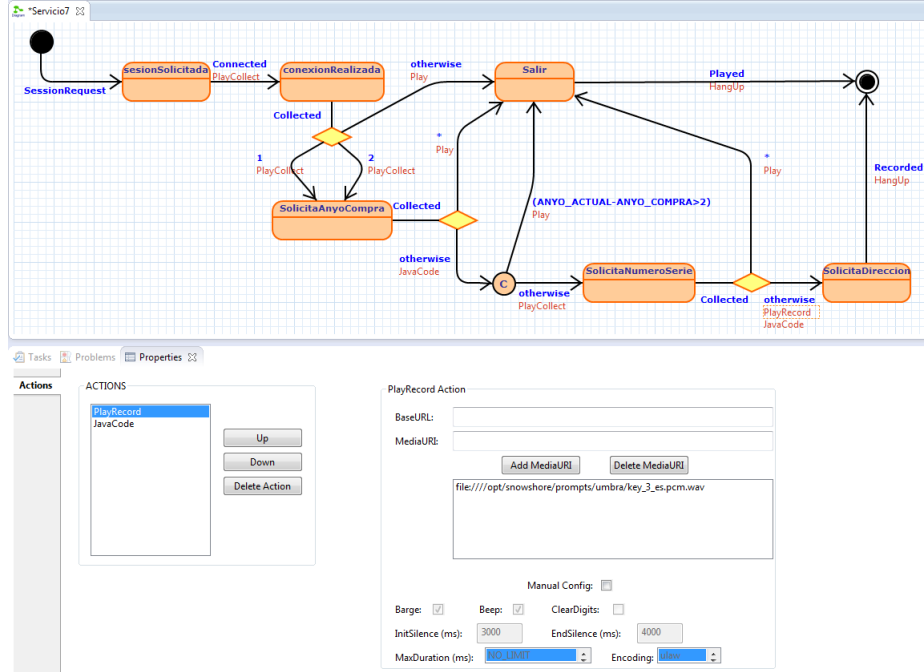 *Servicio7
SessionRequest
sesionSolicitada
Connected
PlayCollect
conexionRealizada
otherwise
Play
Salir
Played
HangUp
Collected
1
PlayCollect
2
PlayCollect
SolicitaAnyoCompra
Collected
*
Play
otherwise
JavaCode
C
(ANYO_ACTUAL-ANYO_COMPRA>2)
Play
otherwise
PlayCollect
SolicitaNumeroSerie
Collected
*
Play
otherwise
PlayRecord
JavaCode
SolicitaDireccion
Recorded
HangUp
Tasks
Problems
Properties
Actions
ACTIONS
PlayRecord
JavaCode
Up
Down
Delete Action
PlayRecord Action
BaseURL:
MediaURI:
Add MediaURI
Delete MediaURI
file:////opt/snowshore/prompts/umbra/key_3_es.pcm.wav
Manual Config:
Barge:
Beep:
ClearDigits:
InitSilence (ms):
3000
EndSilence (ms):
4000
MaxDuration (ms):
NO_LIMIT
Encoding:
ulaw